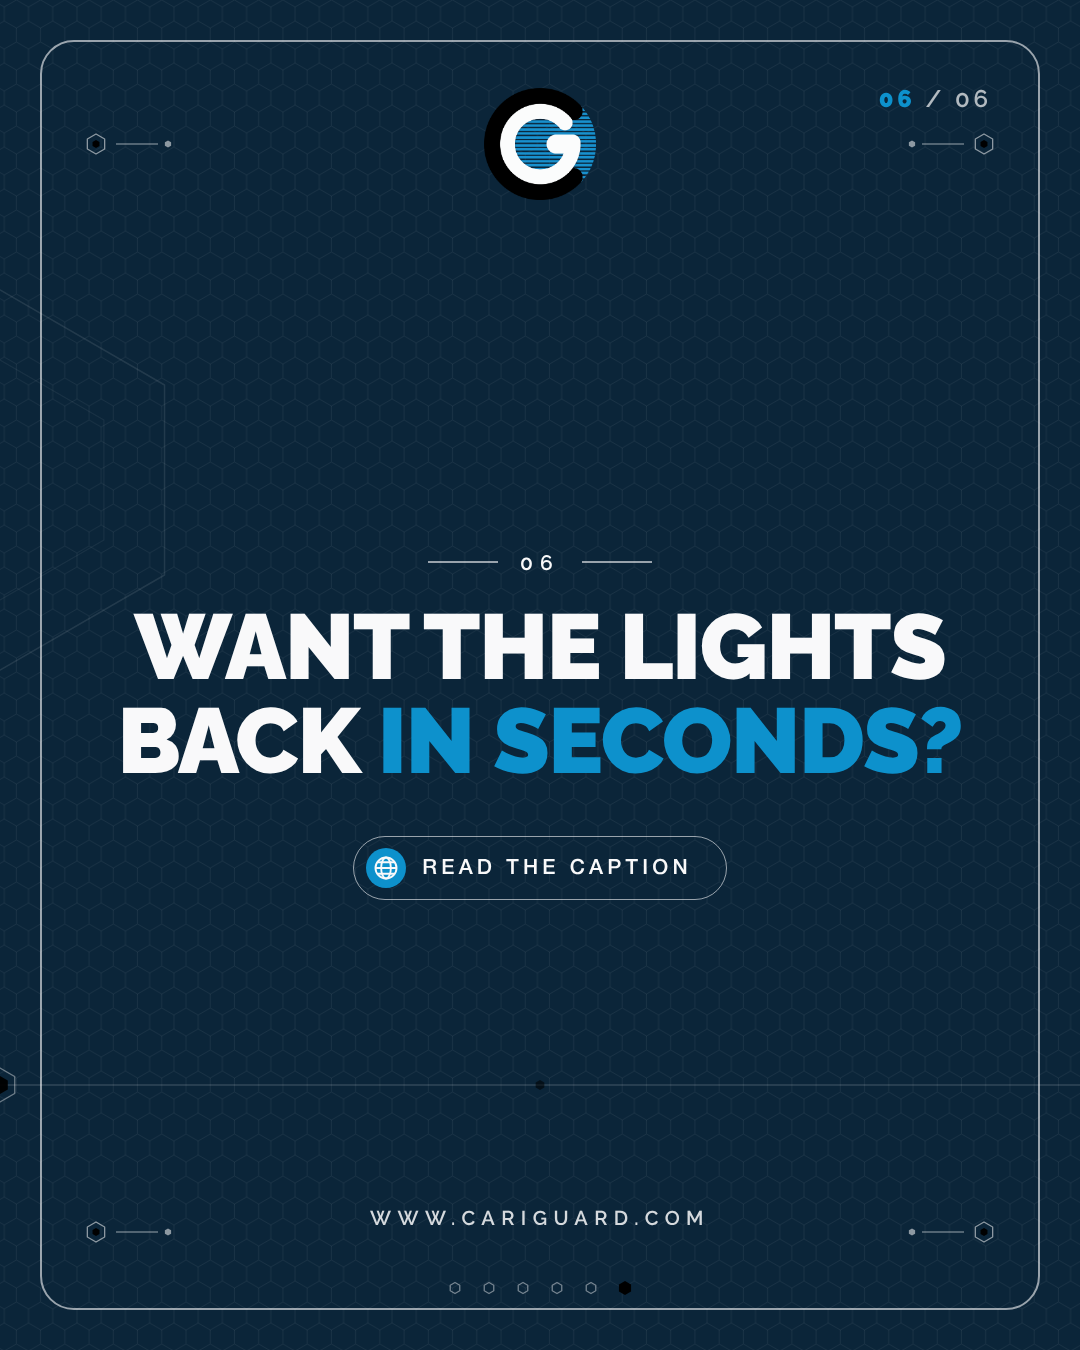 06 / 06
06
WANT THE LIGHTS
BACK IN SECONDS?
READ THE CAPTION
WWW.CARIGUARD.COM